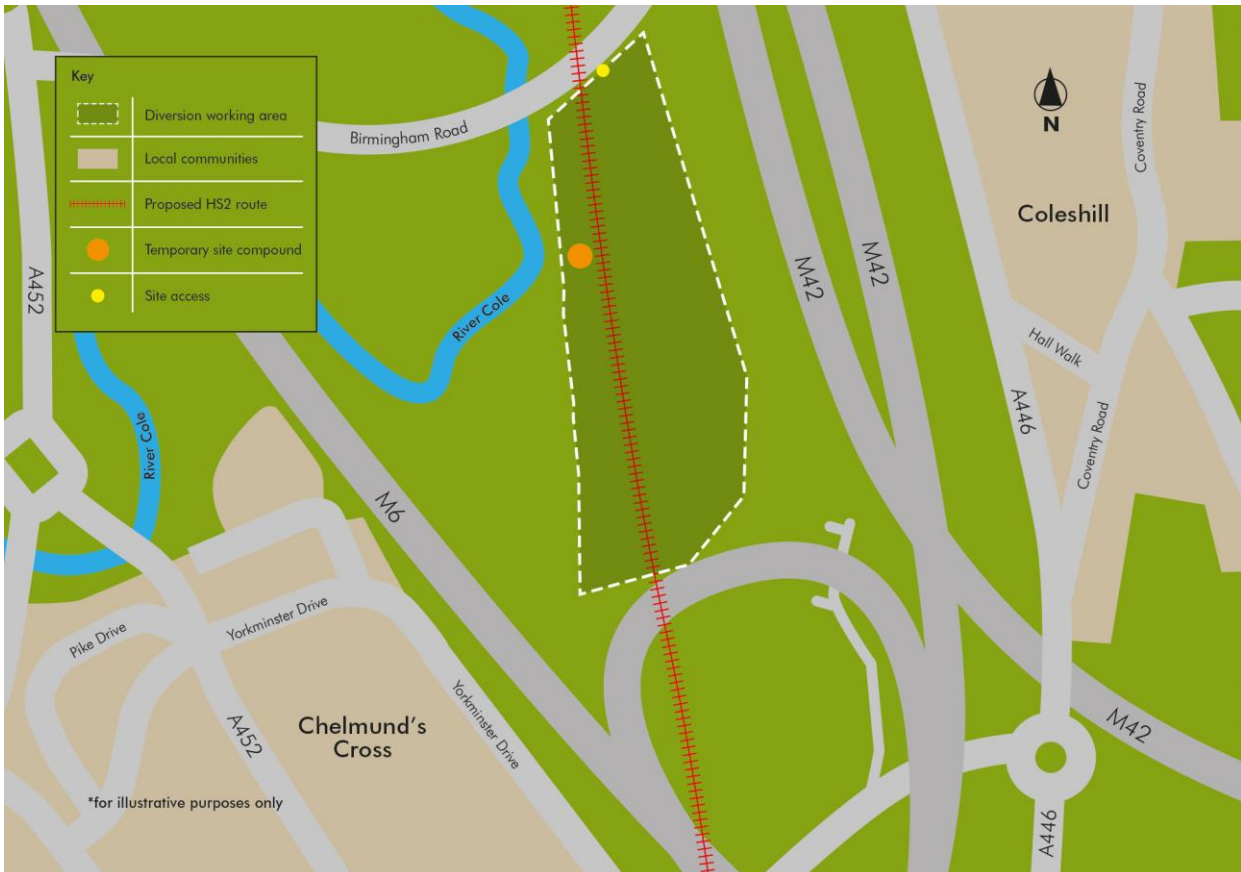 Key
Diversion working area
Local communities
Proposed HS2 route
Temporary site compound
Site access
Birmingham Road
N
Coventry Road
Coleshill
A452
M42
M42
River Cole
Hall Walk
A446
Coventry Road
River Cole
M6
Pike Drive
Yorkminster Drive
Yorkminster Drive
A452
Chelmund's
Cross
M42
*for illustrative purposes only
A446